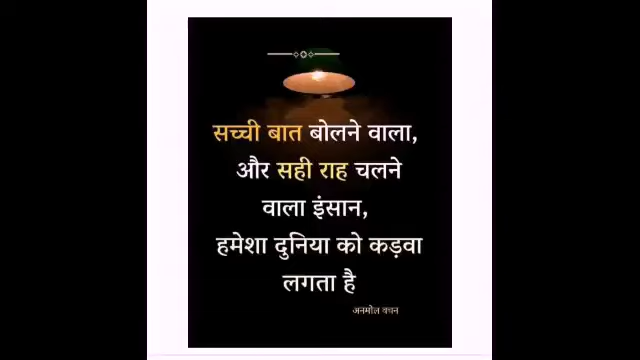 सच्ची बात बोलने वाला,
और सही राह चलने
वाला इंसान,
हमेशा दुनिया को कड़वा
लगता है
अनमोल वचन